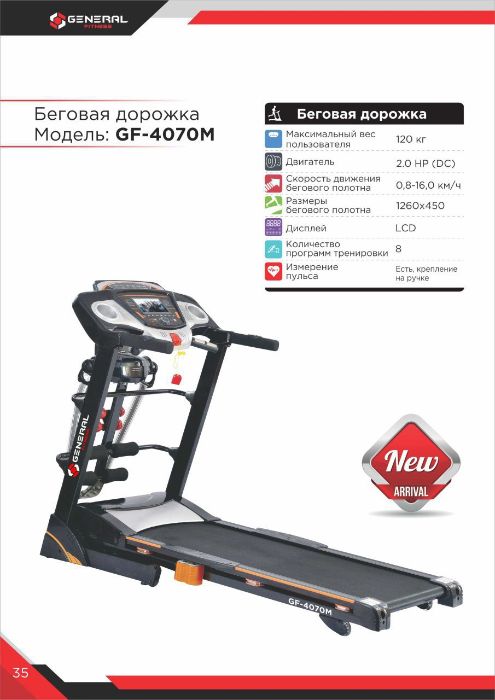 GENERAL
FITNESS
Беговая дорожка
Модель: GF-4070M
Беговая дорожка
Максимальный вес
пользователя
120 кг
Двигатель
2.0 HP (DC)
Скорость движения
бегового полотна
0,8-16,0 км/ч
Размеры
бегового полотна
1260x450
Дисплей
LCD
Количество
программ тренировки
8
Измерение
пульса
Есть, крепление
на ручке
GENERAL
New
ARRIVAL
GF-4070M
35